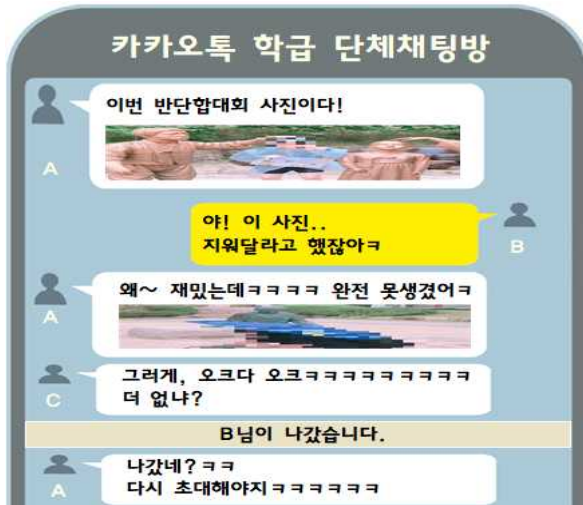 카카오톡 학급 단체채팅방
이번 반단합대회 사진이다!
A
야! 이 사진..
지워달라고 했잖아ㅋ
B
왜~ 재밌는데ㅋㅋㅋㅋ 완전 못생겼어ㅋ
A
그러게, 오크다 오크ㅋㅋㅋㅋㅋㅋㅋㅋㅋ
더 없냐?
C
B님이 나갔습니다.
나갔네?ㅋㅋ
다시 초대해야지ㅋㅋㅋㅋㅋㅋ
A